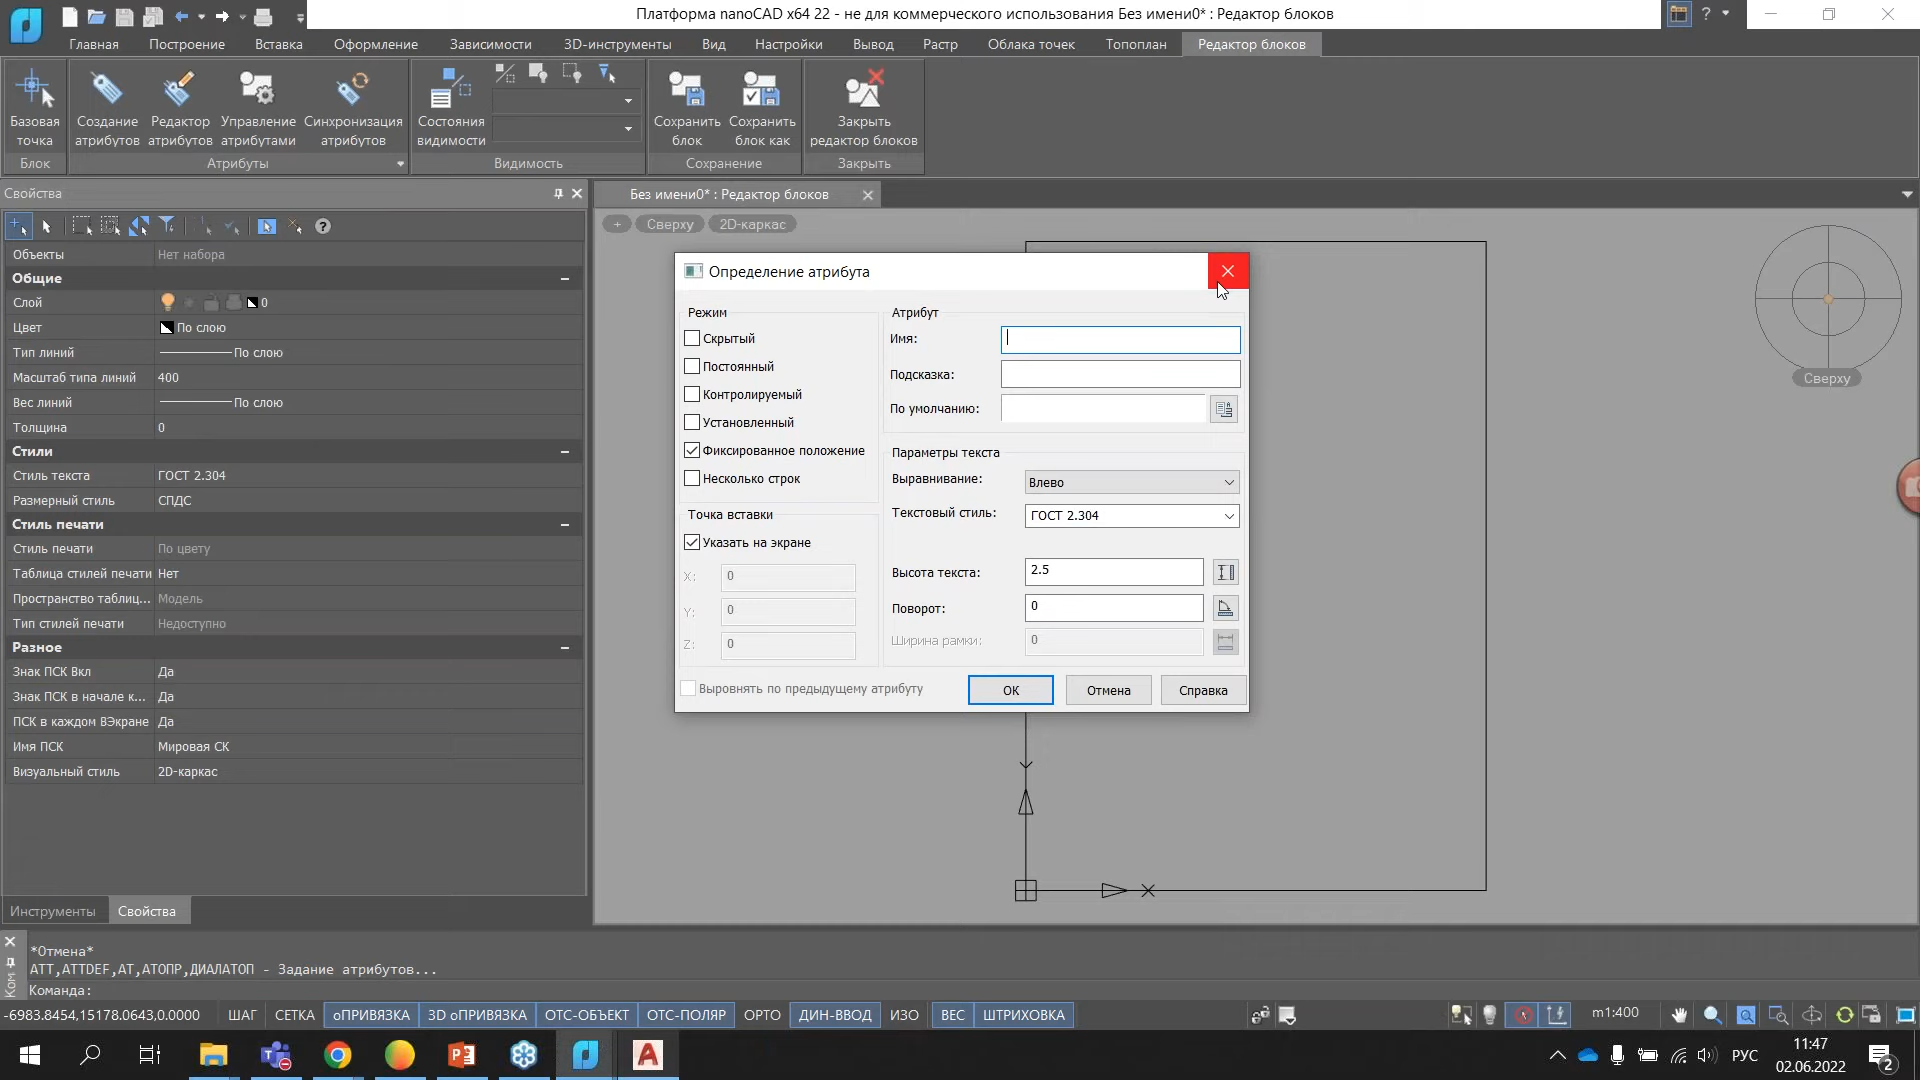 Платформа nanoCAD x64 22 - не для коммерческого использования Без имени0* : Редактор блоков
?
Главная Построение Вставка Оформление Зависимости 3D-инструменты Вид Настройки Вывод Растр Облака точек Топоплан Редактор блоков
Базовая точка
Создание атрибутов
Редактор атрибутов
Управление атрибутами
Синхронизация атрибутов
Состояния видимости
Сохранить блок
Сохранить блок как
Закрыть редактор блоков
Блок Атрибуты Видимость Сохранение Закрыть
Свойства
Без имени0* : Редактор блоков
+ Сверху 2D-каркас
Объекты Нет набора
Общие
Слой 0
Цвет По слою
Тип линий По слою
Масштаб типа линий 400
Вес линий По слою
Толщина 0
Стили
Стиль текста ГОСТ 2.304
Размерный стиль СПДС
Стиль печати
Стиль печати По цвету
Таблица стилей печати Нет
Пространство таблиц... Модель
Тип стилей печати Недоступно
Разное
Знак ПСК Вкл Да
Знак ПСК в начале к... Да
ПСК в каждом ВЭкране Да
Имя ПСК Мировая СК
Визуальный стиль 2D-каркас
Инструменты Свойства
Определение атрибута
Режим
Скрытый
Постоянный
Контролируемый
Установленный
Фиксированное положение
Несколько строк
Точка вставки
Указать на экране
X: 0
Y: 0
Z: 0
Выровнять по предыдущему атрибуту
Атрибут
Имя:
Подсказка:
По умолчанию:
Параметры текста
Выравнивание: Влево
Текстовый стиль: ГОСТ 2.304
Высота текста: 2.5
Поворот: 0
Ширина рамки: 0
ОК Отмена Справка
Сверху
Ком
*Отмена*
ATT,ATTDEF,АТ,АТОПР,ДИАЛАТОП - Задание атрибутов...
Команда:
-6983.8454,15178.0643,0.0000 ШАГ СЕТКА оПРИВЯЗКА 3D оПРИВЯЗКА ОТС-ОБЪЕКТ ОТС-ПОЛЯР ОРТО ДИН-ВВОД ИЗО ВЕС ШТРИХОВКА m1:400
РУС
11:47
02.06.2022
2